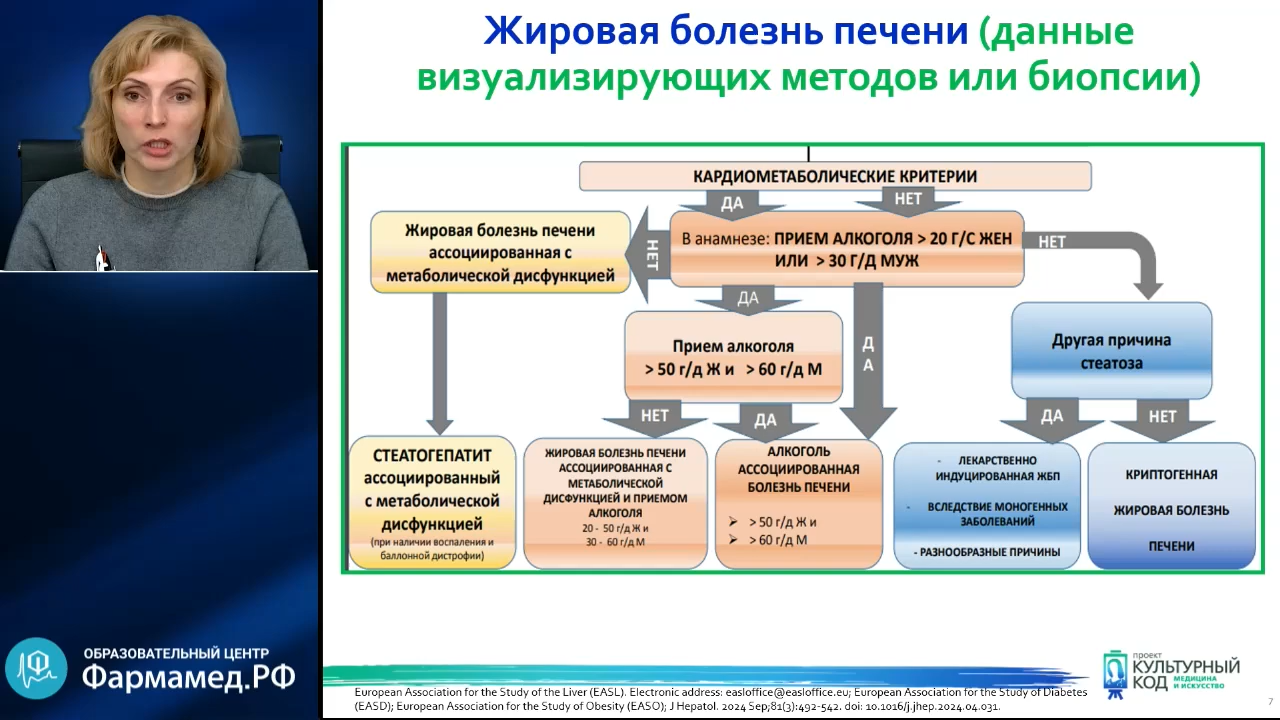 Жировая болезнь печени (данные
визуализирующих методов или биопсии)
КАРДИОМЕТАБОЛИЧЕСКИЕ КРИТЕРИИ
ДА
НЕТ
Жировая болезнь печени
ассоциированная с
метаболической дисфункцией
НЕТ
В анамнезе: ПРИЕМ АЛКОГОЛЯ > 20 Г/С ЖЕН
ИЛИ > 30 Г/Д МУЖ
НЕТ
ДА
Прием алкоголя
> 50 г/д Ж и > 60 г/д М
Д
А
Другая причина
стеатоза
НЕТ
ДА
ДА
НЕТ
СТЕАТОГЕПАТИТ
ассоциированный
с метаболической
дисфункцией
(при наличии воспаления и
баллонной дистрофии)
ЖИРОВАЯ БОЛЕЗНЬ ПЕЧЕНИ
АССОЦИИРОВАННАЯ С
МЕТАБОЛИЧЕСКОЙ
ДИСФУНКЦИЕЙ И ПРИЕМОМ
АЛКОГОЛЯ
20 - 50 г/д Ж и
30 - 60 г/д М
АЛКОГОЛЬ
АССОЦИИРОВАННАЯ
БОЛЕЗНЬ ПЕЧЕНИ
> 50 г/д Ж и
> 60 г/д М
- ЛЕКАРСТВЕННО
ИНДУЦИРОВАННАЯ ЖБП
- ВСЛЕДСТВИЕ МОНОГЕННЫХ
ЗАБОЛЕВАНИЙ
- РАЗНООБРАЗНЫЕ ПРИЧИНЫ
КРИПТОГЕННАЯ
ЖИРОВАЯ БОЛЕЗНЬ
ПЕЧЕНИ
ОБРАЗОВАТЕЛЬНЫЙ ЦЕНТР
Фармамед.РФ
проект
КУЛЬТУРНЫЙ
КОД МЕДИЦИНА
И ИСКУССТВО
European Association for the Study of the Liver (EASL). Electronic address: easloffice@easloffice.eu; European Association for the Study of Diabetes
(EASD); European Association for the Study of Obesity (EASO); J Hepatol. 2024 Sep;81(3):492-542. doi: 10.1016/j.jhep.2024.04.031.
7